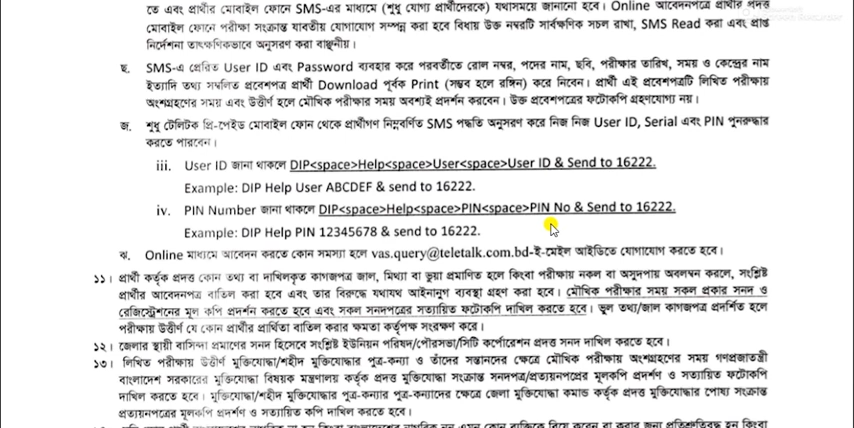 তে এবং প্রার্থীর মোবাইল ফোনে SMS-এর মাধ্যমে (শুধু যোগ্য প্রার্থীদেরকে) যথাসময়ে জানানো হবে। Online আবেদনপত্রে প্রার্থীর প্রদত্ত
মোবাইল ফোনে পরীক্ষা সংক্রান্ত যাবতীয় যোগাযোগ সম্পন্ন করা হবে বিধায় উক্ত নম্বরটি সার্বক্ষণিক সচল রাখা, SMS Read করা এবং প্রাপ্ত
নির্দেশনা তাৎক্ষণিকভাবে অনুসরণ করা বাঞ্ছনীয়।
ছ. SMS-এ প্রেরিত User ID এবং Password ব্যবহার করে পরবর্তীতে রোল নম্বর, পদের নাম, ছবি, পরীক্ষার তারিখ, সময় ও কেন্দ্রের নাম
ইত্যাদি তথ্য সম্বলিত প্রবেশপত্র প্রার্থী Download পূর্বক Print (সম্ভব হলে রঙ্গিন) করে নিবেন। প্রার্থী এই প্রবেশপত্রটি লিখিত পরীক্ষায়
অংশগ্রহণের সময় এবং উত্তীর্ণ হলে মৌখিক পরীক্ষার সময় অবশ্যই প্রদর্শন করবেন। উক্ত প্রবেশপত্রের ফটোকপি গ্রহণযোগ্য নয়।
জ. শুধু টেলিটক প্রি-পেইড মোবাইল ফোন থেকে প্রার্থীগণ নিম্নবর্ণিত SMS পদ্ধতি অনুসরণ করে নিজ নিজ User ID, Serial এবং PIN পুনরুদ্ধার
করতে পারবেন।
iii. User ID জানা থাকলে DIP<space>Help<space>User<space>User ID & Send to 16222.
Example: DIP Help User ABCDEF & send to 16222.
iv. PIN Number জানা থাকলে DIP<space>Help<space>PIN<space>PIN No & Send to 16222.
Example: DIP Help PIN 12345678 & send to 16222.
ঝ. Online মাধ্যমে আবেদন করতে কোন সমস্যা হলে vas.query@teletalk.com.bd-ই-মেইল আইডিতে যোগাযোগ করতে হবে।
১১। প্রার্থী কর্তৃক প্রদত্ত কোন তথ্য বা দাখিলকৃত কাগজপত্র জাল, মিথ্যা বা ভুয়া প্রমাণিত হলে কিংবা পরীক্ষায় নকল বা অসুদপায় অবলম্বন করলে, সংশ্লিষ্ট
প্রার্থীর আবেদনপত্র বাতিল করা হবে এবং তার বিরুদ্ধে যথাযথ আইনানুগ ব্যবস্থা গ্রহণ করা হবে। মৌখিক পরীক্ষার সময় সকল প্রকার সনদ ও
রেজিস্ট্রেশনের মূল কপি প্রদর্শন করতে হবে এবং সকল সনদপত্রের সত্যায়িত ফটোকপি দাখিল করতে হবে। ভুল তথ্য/জাল কাগজপত্র প্রদর্শিত হলে
পরীক্ষায় উত্তীর্ণ যে কোন প্রার্থীর প্রার্থিতা বাতিল করার ক্ষমতা কর্তৃপক্ষ সংরক্ষণ করে।
১২। জেলার স্থায়ী বাসিন্দা প্রমাণের সনদ হিসেবে সংশ্লিষ্ট ইউনিয়ন পরিষদ/পৌরসভা/সিটি কর্পোরেশন প্রদত্ত সনদ দাখিল করতে হবে।
১৩। লিখিত পরীক্ষায় উত্তীর্ণ মুক্তিযোদ্ধা/শহীদ মুক্তিযোদ্ধার পুত্র-কন্যা ও তাঁদের সন্তানদের ক্ষেত্রে মৌখিক পরীক্ষায় অংশগ্রহণের সময় গণপ্রজাতন্ত্রী
বাংলাদেশ সরকারের মুক্তিযোদ্ধা বিষয়ক মন্ত্রণালয় কর্তৃক প্রদত্ত মুক্তিযোদ্ধা সংক্রান্ত সনদপত্র/প্রত্যয়নপত্রের মূলকপি প্রদর্শণ ও সত্যায়িত ফটোকপি
দাখিল করতে হবে। মুক্তিযোদ্ধা/শহীদ মুক্তিযোদ্ধার পুত্র-কন্যার পুত্র-কন্যাদের ক্ষেত্রে জেলা মুক্তিযোদ্ধা কমান্ড কর্তৃক প্রদত্ত মুক্তিযোদ্ধার পোষ্য সংক্রান্ত
প্রত্যয়নপত্রের মূলকপি প্রদর্শণ ও সত্যায়িত কপি দাখিল করতে হবে।